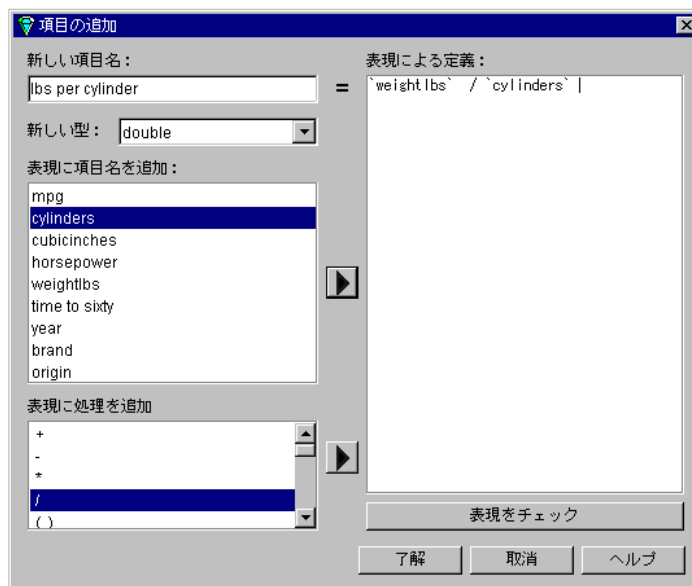 項目の追加
新しい項目名：
lbs per cylinder
=
新しい型： double
表現に項目名を追加：
mpg
cylinders
cubicinches
horsepower
weightlbs
time to sixty
year
brand
origin
表現に処理を追加
+
-
*
/
( )
表現による定義：
`weightlbs` / `cylinders`
表現をチェック
了解 取消 ヘルプ